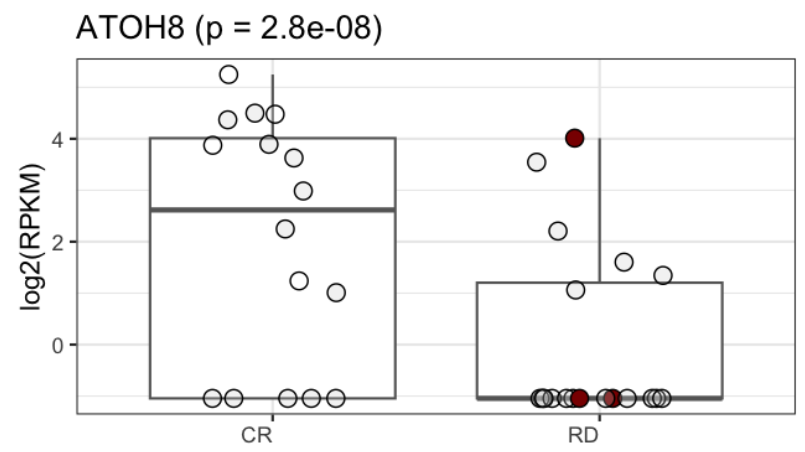 ATOH8 (p = 2.8e-08)
log2(RPKM)
4
2
0
CR RD